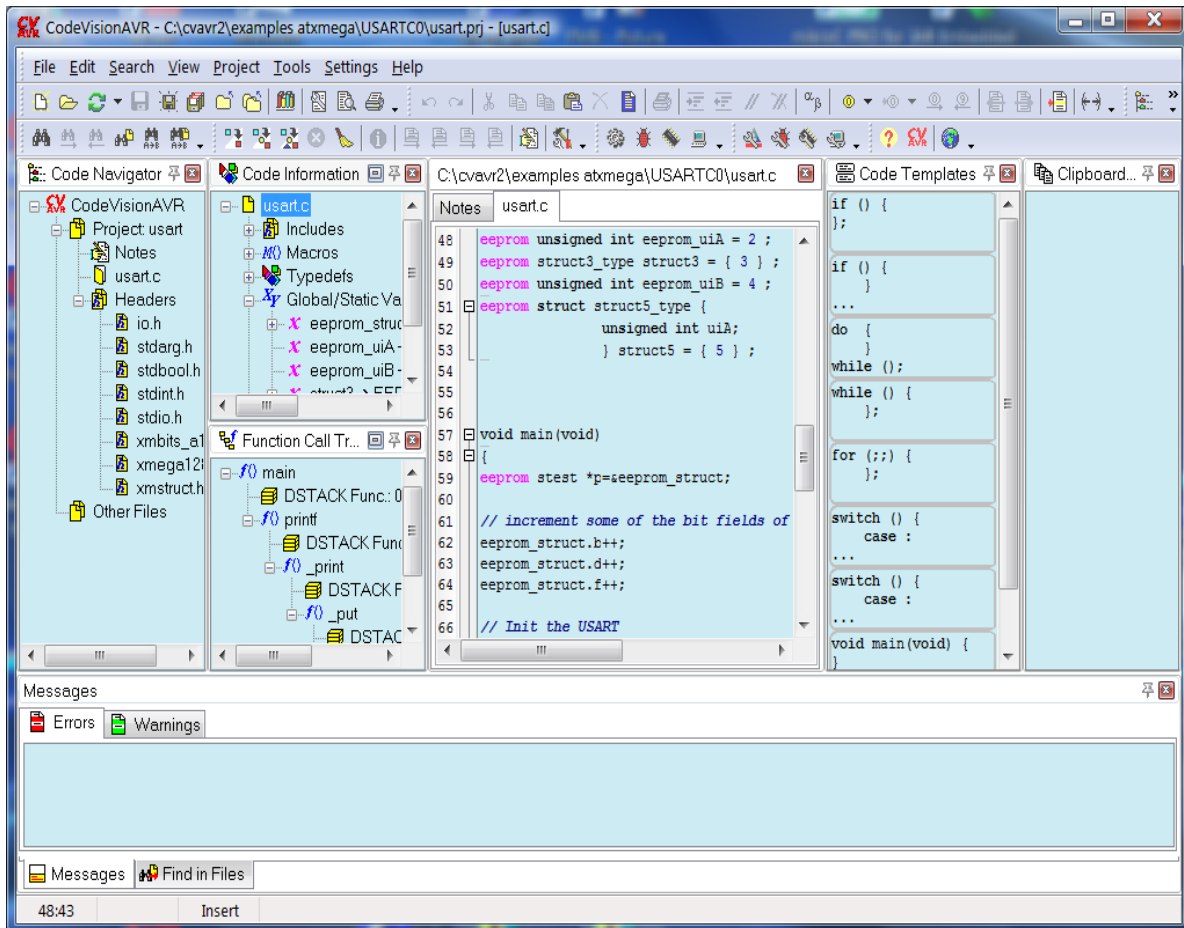 CodeVisionAVR - C:\cvavr2\examples atxmega\USARTC0\usart.prj - [usart.c]
File Edit Search View Project Tools Settings Help
Code Navigator
CodeVisionAVR
Project: usart
Notes
usart.c
Headers
io.h
stdarg.h
stdbool.h
stdint.h
stdio.h
xmbits_a1
xmega128
xmstruct.h
Other Files
Code Information
usart.c
Includes
M() Macros
Typedefs
Global/Static Va
eeprom_struc
eeprom_uiA -
eeprom_uiB -
Function Call Tr...
f() main
DSTACK Func.: 0
f() printf
DSTACK Func
f() _print
DSTACK F
f() _put
DSTAC
C:\cvavr2\examples atxmega\USARTC0\usart.c
Notes usart.c
48 eeprom unsigned int eeprom_uiA = 2 ;
49 eeprom struct3_type struct3 = { 3 } ;
50 eeprom unsigned int eeprom_uiB = 4 ;
51 eeprom struct struct5_type {
52 unsigned int uiA;
53 } struct5 = { 5 } ;
54
55
56
57 void main(void)
58 {
59 eeprom stest *p=&eeprom_struct;
60
61 // increment some of the bit fields of
62 eeprom_struct.b++;
63 eeprom_struct.d++;
64 eeprom_struct.f++;
65
66 // Init the USART
Code Templates
if () {
};
if () {
}
...
do {
}
while ();
while () {
};
for (;;) {
};
switch () {
case :
...
switch () {
case :
...
void main(void) {
}
Clipboard...
Messages
Errors Warnings
Messages Find in Files
48:43 Insert